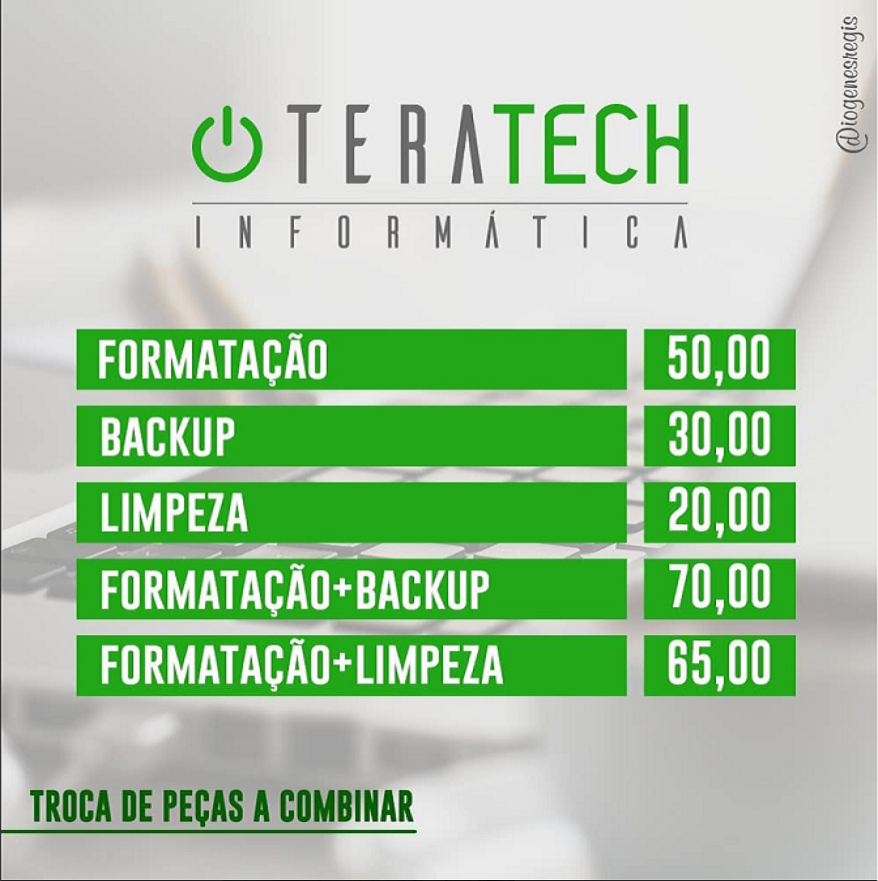 @Diogenesregis
TERATECH
INFORMÁTICA
FORMATAÇÃO 50,00
BACKUP 30,00
LIMPEZA 20,00
FORMATAÇÃO+BACKUP 70,00
FORMATAÇÃO+LIMPEZA 65,00
TROCA DE PEÇAS A COMBINAR